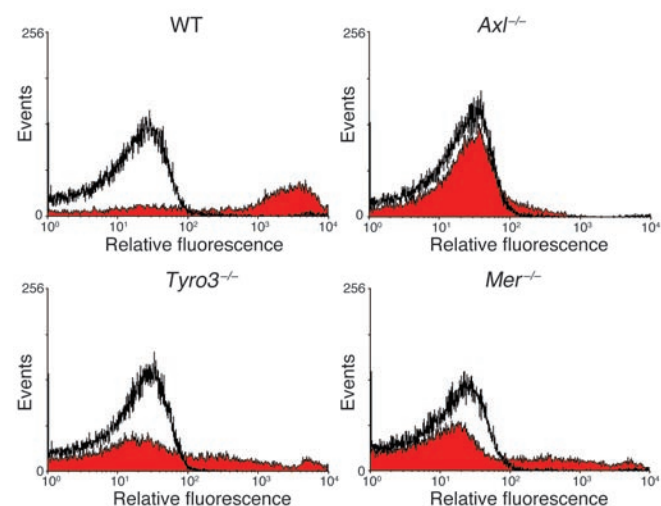 WT
256
Events
0
10⁰ 10¹ 10² 10³ 10⁴
Relative fluorescence
Axl⁻/⁻
256
Events
0
10⁰ 10¹ 10² 10³ 10⁴
Relative fluorescence
Tyro3⁻/⁻
256
Events
0
10⁰ 10¹ 10² 10³ 10⁴
Relative fluorescence
Mer⁻/⁻
256
Events
0
10⁰ 10¹ 10² 10³ 10⁴
Relative fluorescence